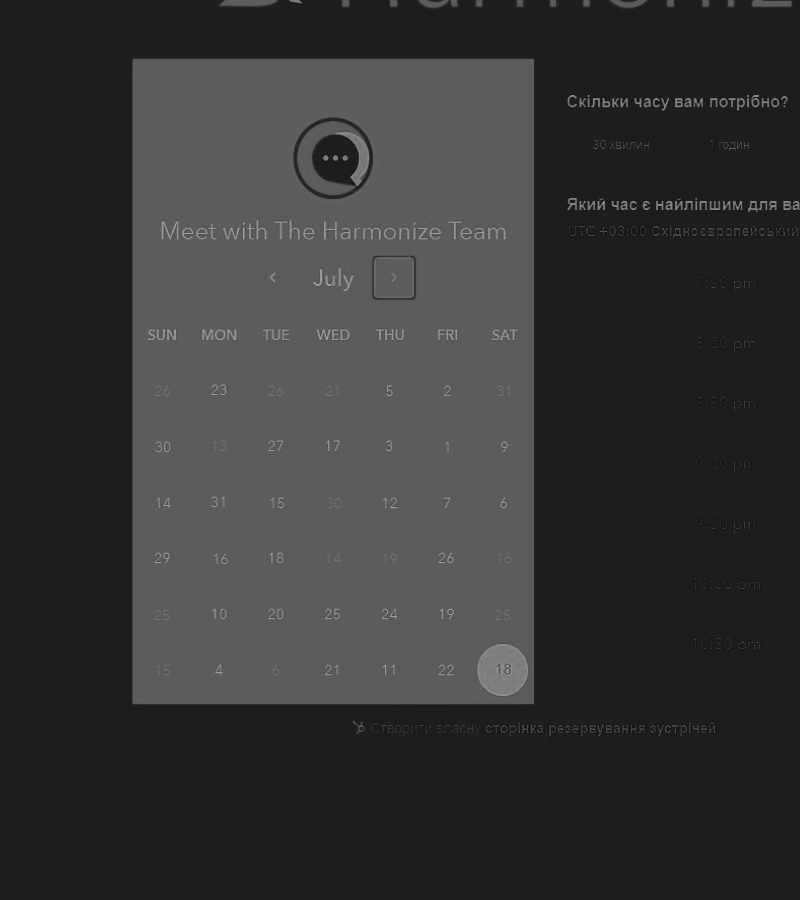 Harmoniz
Meet with The Harmonize Team
July
SUN MON TUE WED THU FRI SAT
26 23 26 21 5 2 31
30 13 27 17 3 1 9
14 31 15 30 12 7 6
29 16 18 14 19 26 16
25 10 20 25 24 19 25
15 4 6 21 11 22 18
Скільки часу вам потрібно?
30 хвилин 1 годин
Який час є найліпшим для ва
UTC +03:00 Східноєвропейський
7:30 pm
8:00 pm
8:30 pm
9:00 pm
9:30 pm
10:00 pm
10:30 pm
Створити власну сторінка резервування зустрічей